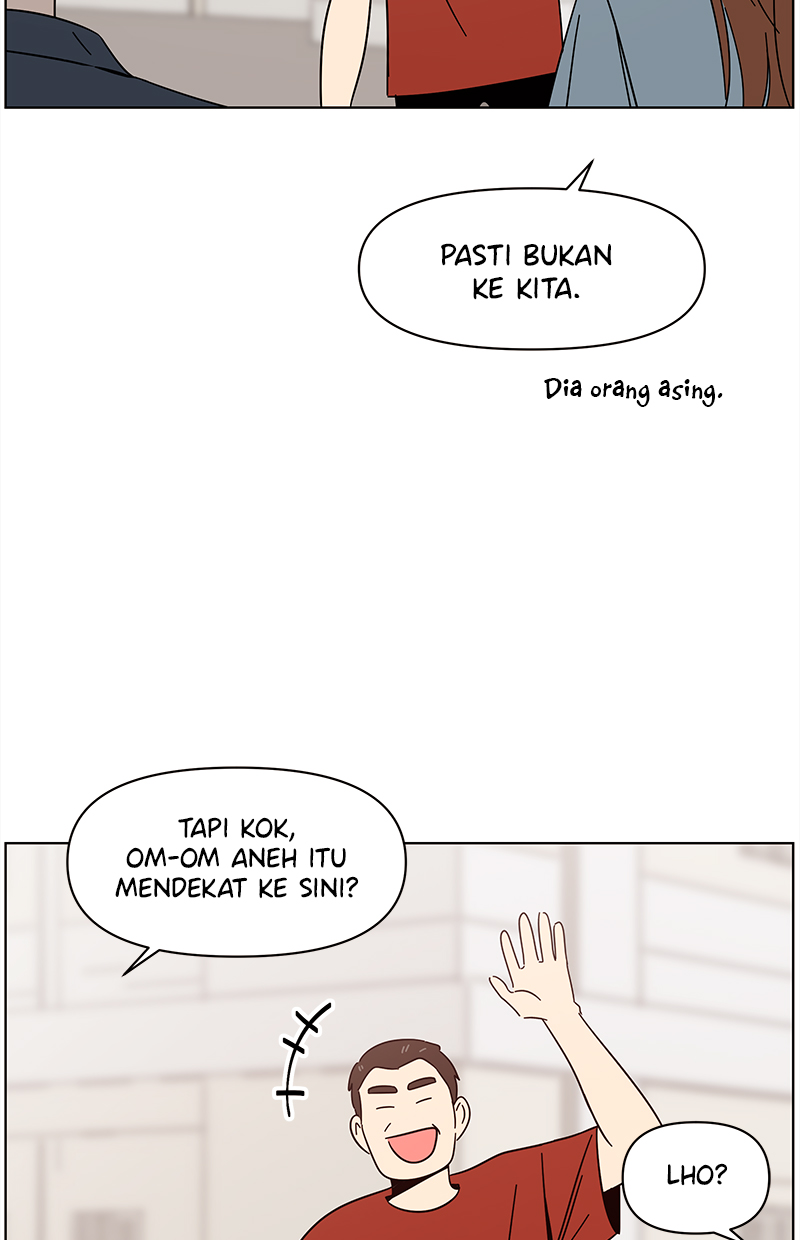 PASTI BUKAN
KE KITA.
Dia orang asing.
TAPI KOK,
OM-OM ANEH ITU
MENDEKAT KE SINI?
LHO?